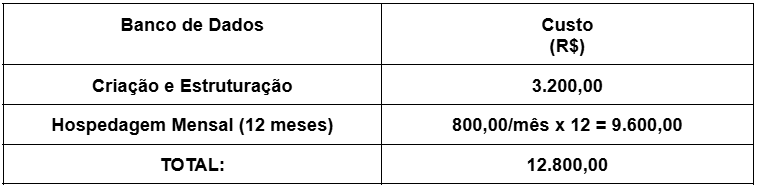 Banco de Dados
Custo
(R$)
Criação e Estruturação
3.200,00
Hospedagem Mensal (12 meses)
800,00/mês x 12 = 9.600,00
TOTAL:
12.800,00